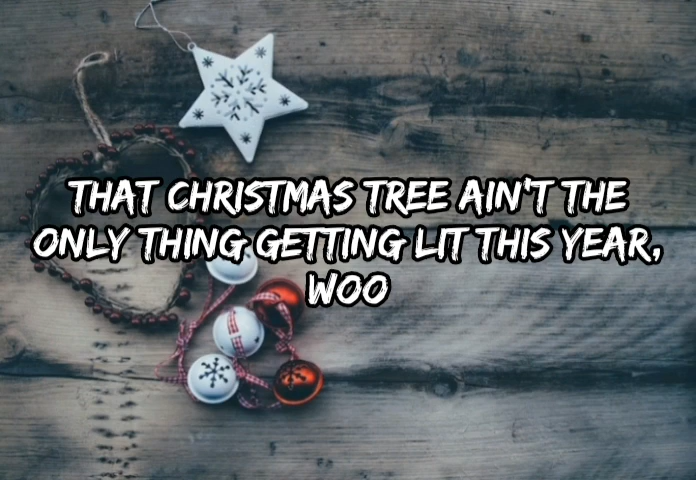 THAT CHRISTMAS TREE AIN'T THE
ONLY THING GETTING LIT THIS YEAR,
WOO